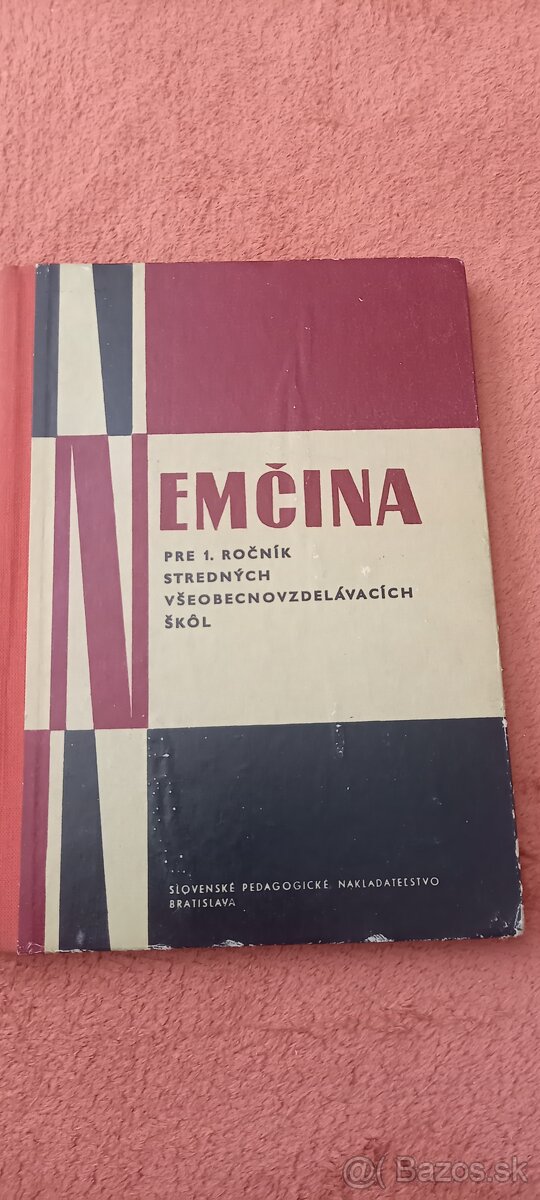 NEMČINA
PRE 1. ROČNÍK
STREDNÝCH
VŠEOBECNOVZDELÁVACÍCH
ŠKÔL
SLOVENSKÉ PEDAGOGICKÉ NAKLADATEĽSTVO
BRATISLAVA
@ Bazos.sk